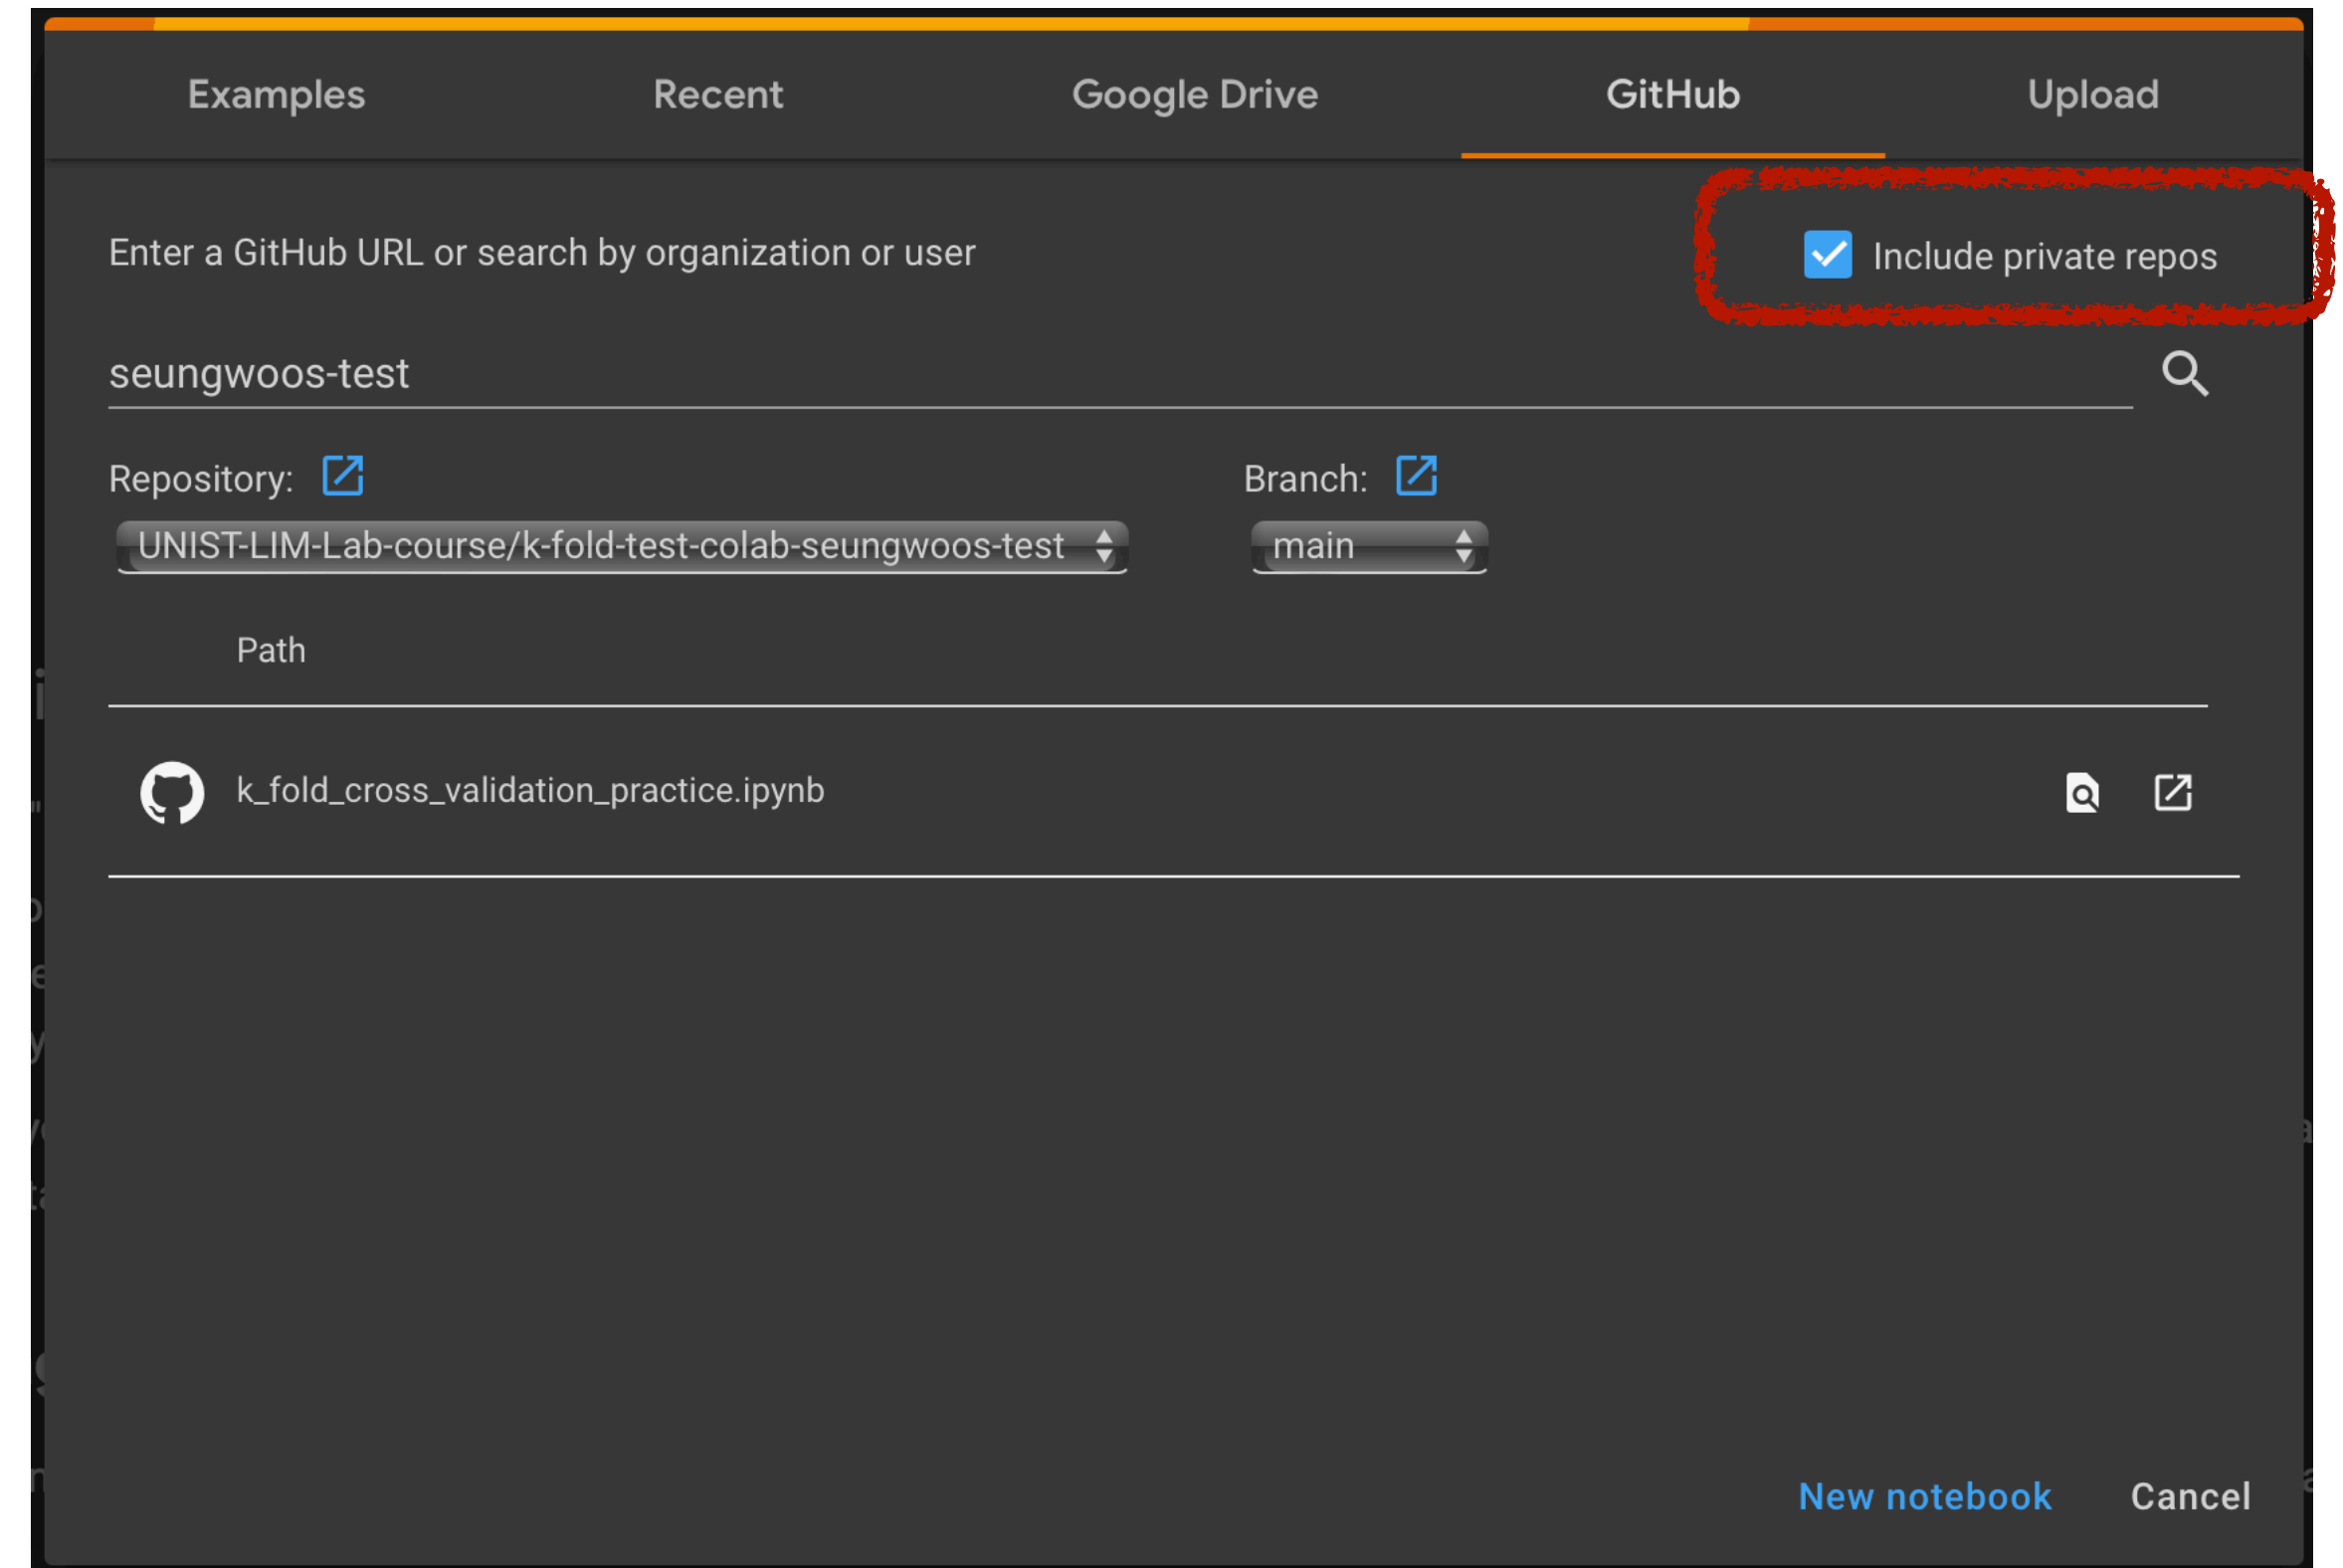 Examples Recent Google Drive GitHub Upload
Enter a GitHub URL or search by organization or user
Include private repos
seungwoos-test
Repository: Branch:
UNIST-LIM-Lab-course/k-fold-test-colab-seungwoos-test main
Path
k_fold_cross_validation_practice.ipynb
New notebook Cancel